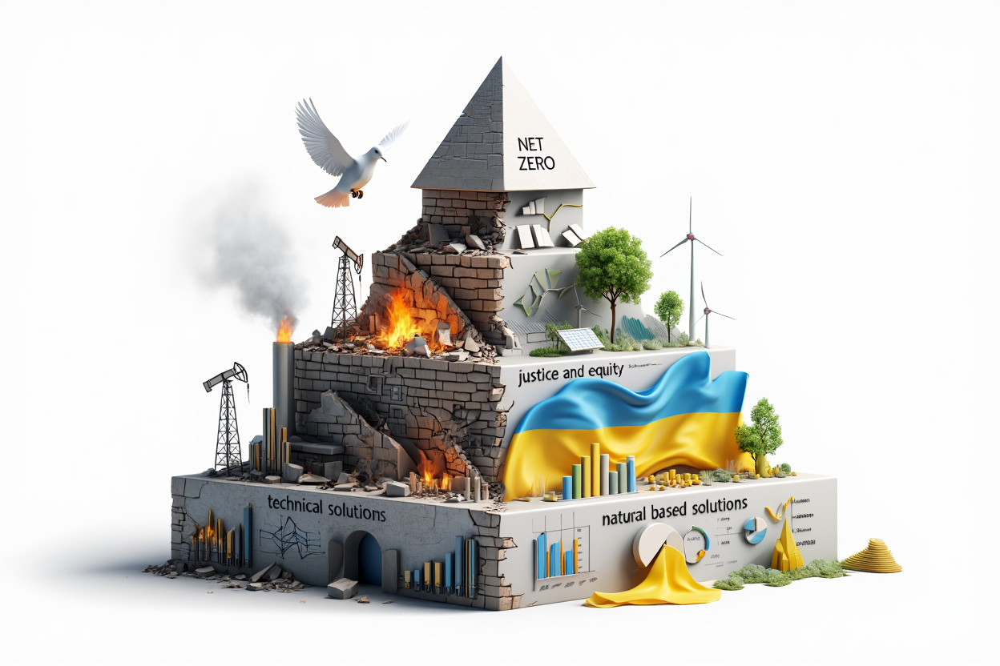 NET
ZERO
justice and equity
technical solutions
natural based solutions